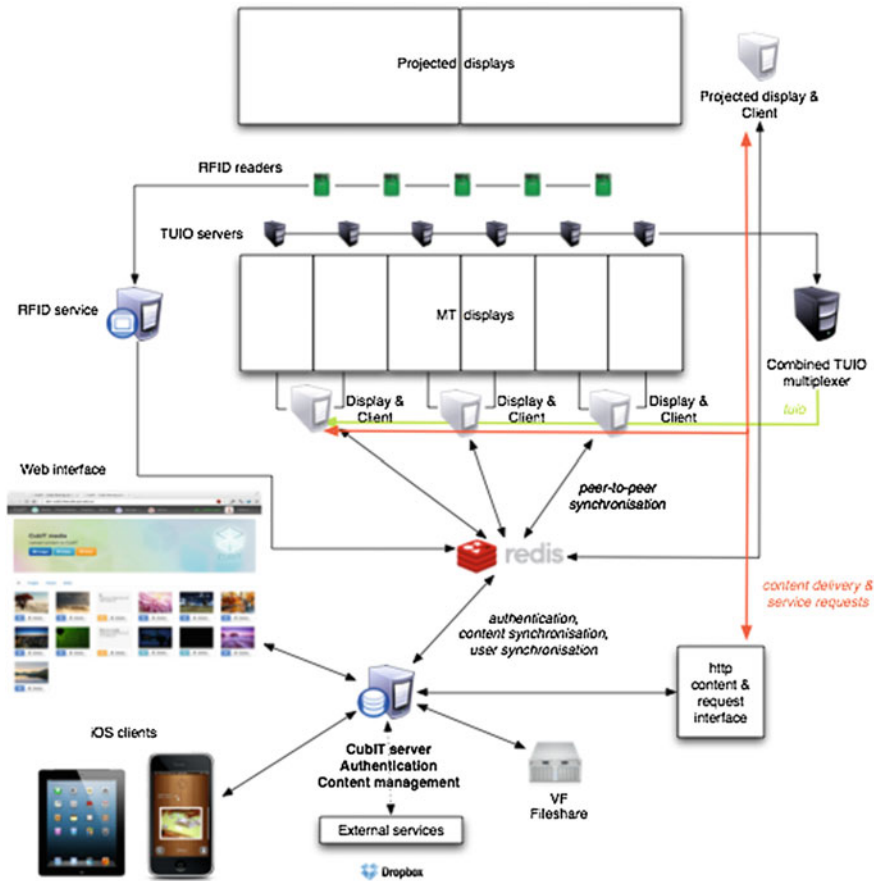 Projected displays
Projected display &
Client
RFID readers
TUIO servers
RFID service
MT displays
Combined TUIO
multiplexer
Display &
Client
Display &
Client
Display &
Client
tuio
Web interface
peer-to-peer
synchronisation
CubIT media
redis
content delivery &
service requests
authentication,
content synchronisation,
user synchronisation
http
content &
request
interface
iOS clients
CubIT server
Authentication
Content management
VF
Fileshare
External services
Dropbox